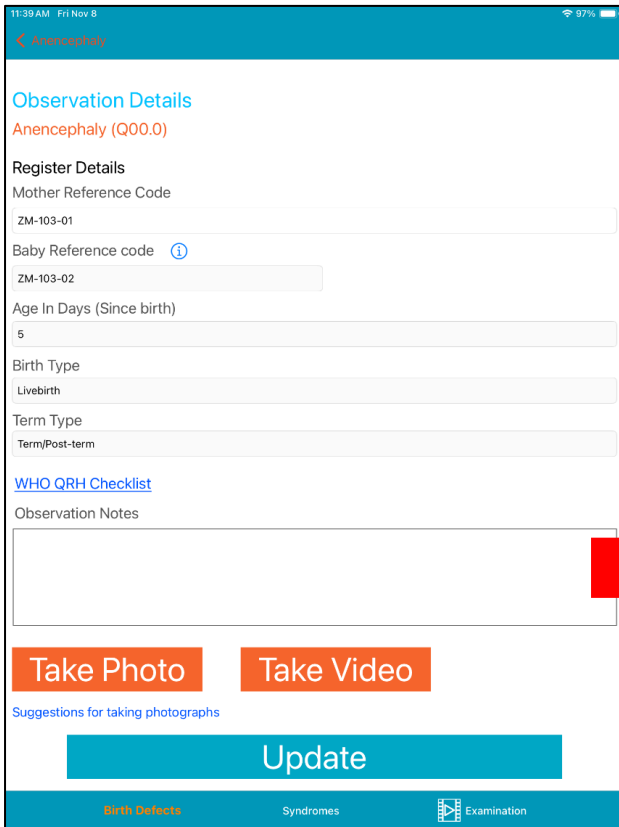 11:39 AM Fri Nov 8 97%
Anencephaly
Observation Details
Anencephaly (Q00.0)
Register Details
Mother Reference Code
ZM-103-01
Baby Reference code
ZM-103-02
Age In Days (Since birth)
5
Birth Type
Livebirth
Term Type
Term/Post-term
WHO QRH Checklist
Observation Notes
Take Photo Take Video
Suggestions for taking photographs
Update
Birth Defects Syndromes Examination